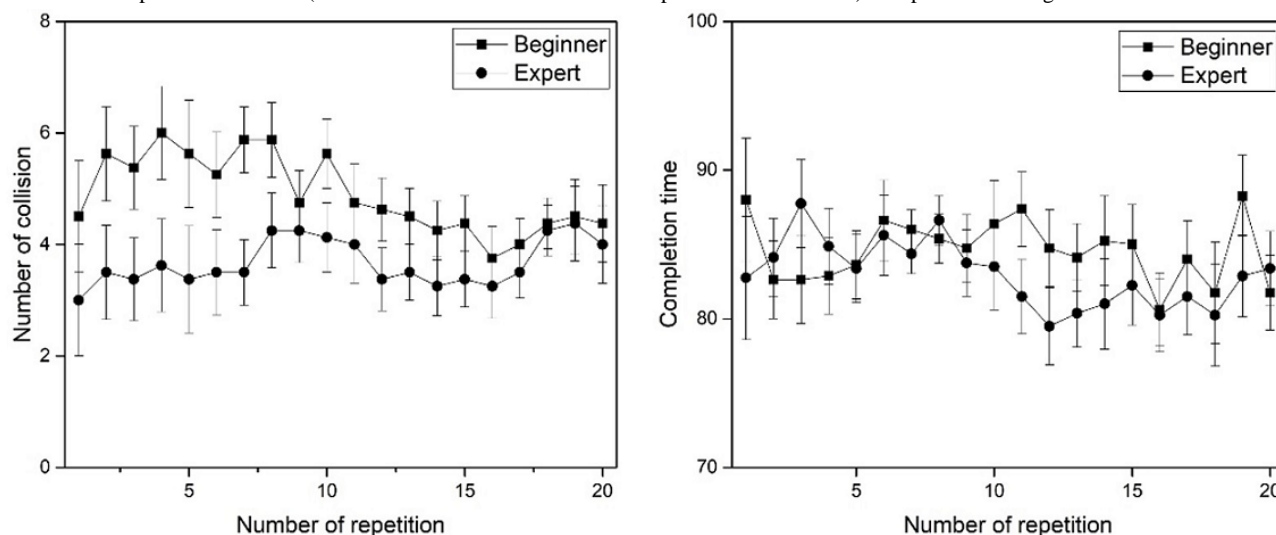 8
6
4
2
0
Number of collision
Beginner
Expert
5
10
15
20
Number of repetition
100
90
80
70
Completion time
Beginner
Expert
5
10
15
20
Number of repetition